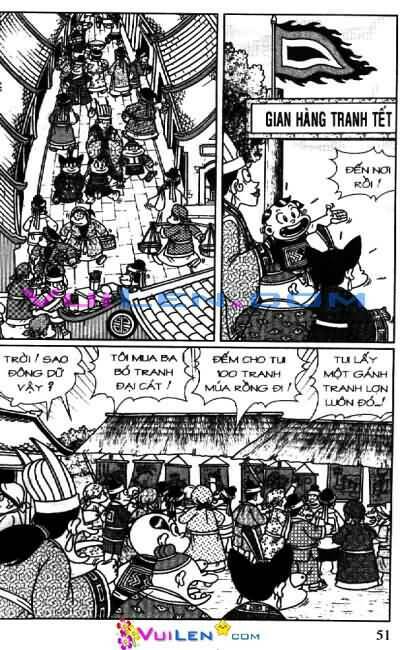 GIAN HÀNG TRANH TẾT
ĐẾN NƠI
RỒI!
VUILEN.COM
TRỜI! SAO
ĐÔNG DỮ
VẬY?
TÔI MUA BA
BỒ TRANH
ĐẠI CÁT!
ĐẾM CHO TUI
100 TRANH
MÚA RỒNG ĐI!
TUI LẤY
MỘT GÁNH
TRANH LỢN
LUÔN ĐÓ...!
VUILEN.COM
51